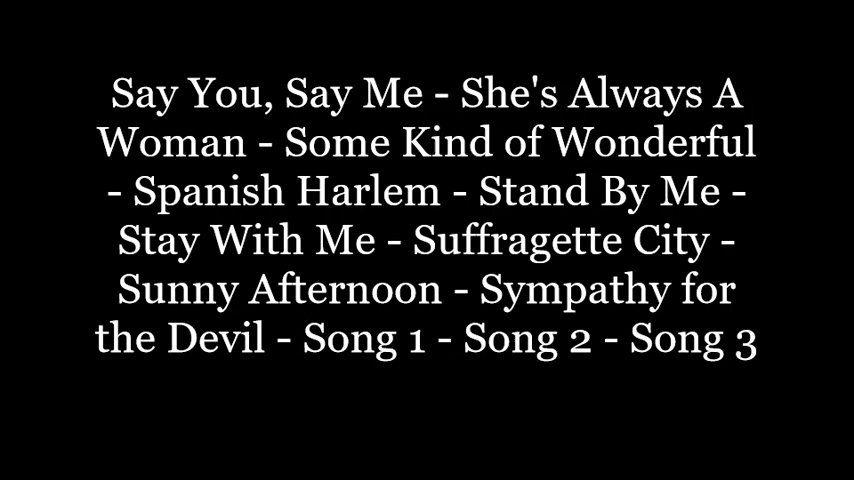 Say You, Say Me - She's Always A
Woman - Some Kind of Wonderful
- Spanish Harlem - Stand By Me -
Stay With Me - Suffragette City -
Sunny Afternoon - Sympathy for
the Devil - Song 1 - Song 2 - Song 3